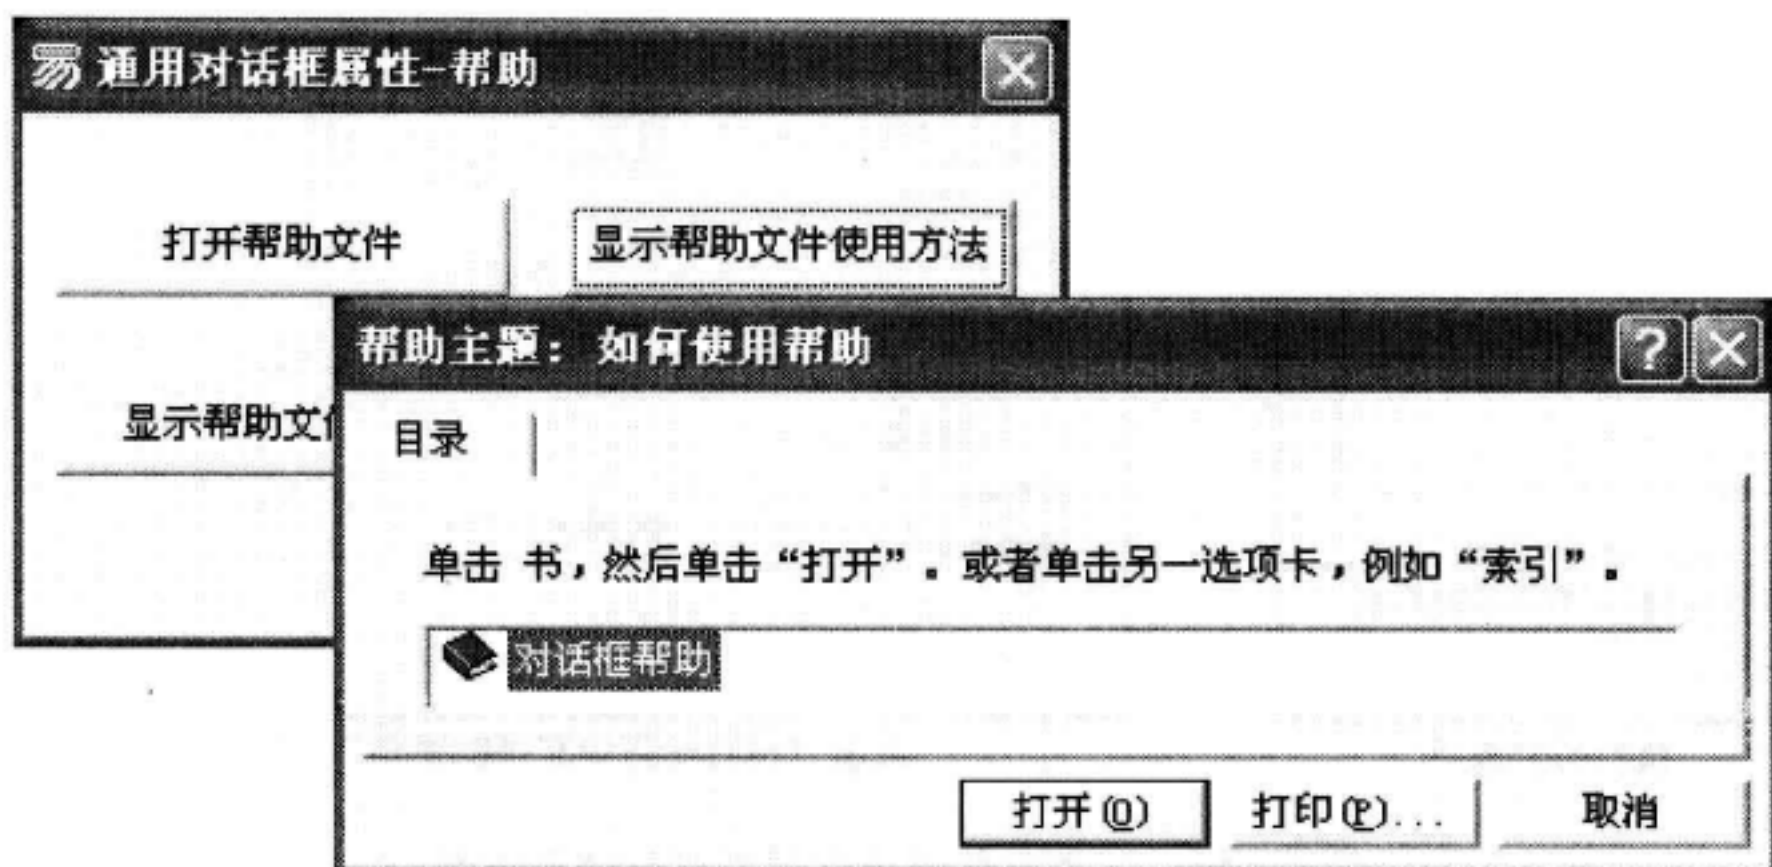 通用对话框属性-帮助
打开帮助文件
显示帮助文件使用方法
显示帮助文
帮助主题: 如何使用帮助
目录
单击 书,然后单击“打开”。或者单击另一选项卡,例如“索引”。
对话框帮助
打开(O)
打印(P)...
取消